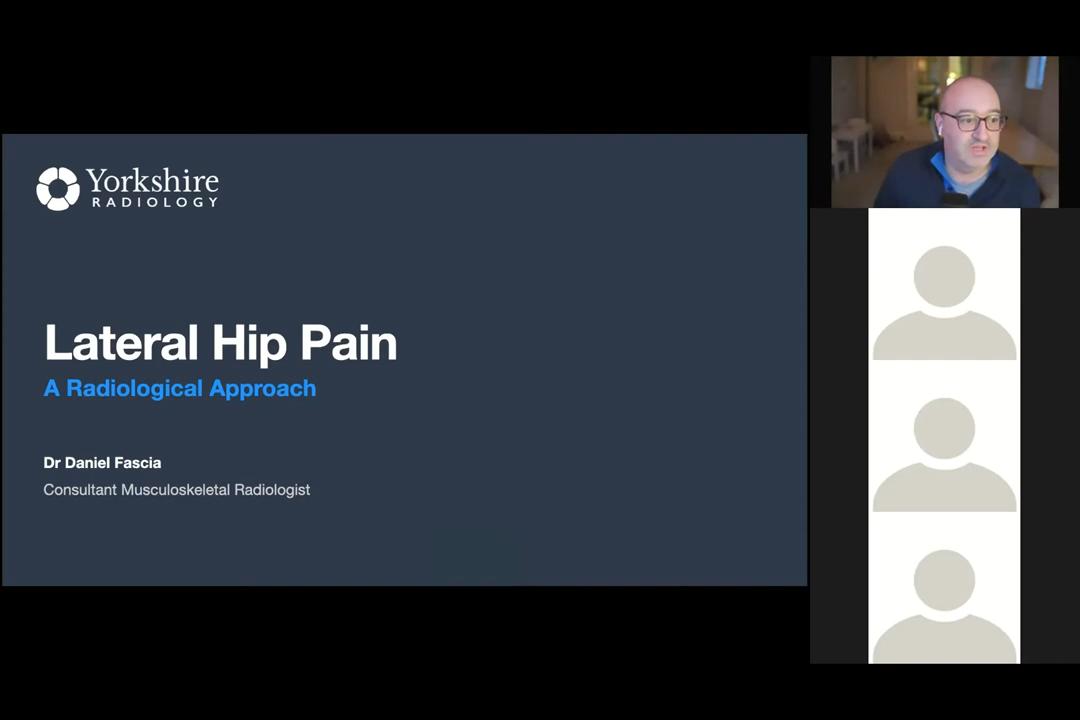 Yorkshire
RADIOLOGY
Lateral Hip Pain
A Radiological Approach
Dr Daniel Fascia
Consultant Musculoskeletal Radiologist